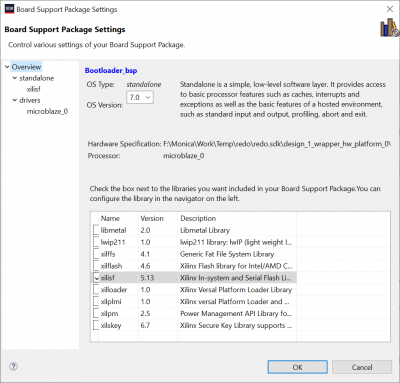 SDK
Board Support Package Settings
Board Support Package Settings
Control various settings of your Board Support Package.
Overview
standalone
xilisf
drivers
microblaze_0
Bootloader_bsp
OS Type: standalone
OS Version: 7.0
Standalone is a simple, low-level software layer. It provides
access to basic processor features such as caches, interrupts and
exceptions as well as the basic features of a hosted environment,
such as standard input and output, profiling, abort and exit.
Hardware Specification: F:\Monica\Work\Temp\redo\redo.sdk\design_1_wrapper_hw_platform_0\
Processor: microblaze_0
Check the box next to the libraries you want included in your Board Support Package.You can
configure the library in the navigator on the left.
Name Version Description
libmetal 2.0 Libmetal Library
lwip211 1.0 lwip211 library: lwIP (light weight I...
xilffs 4.1 Generic Fat File System Library
xilflash 4.6 Xilinx Flash library for Intel/AMD C...
xilisf 5.13 Xilinx In-system and Serial Flash Li...
xilloader 1.0 Xilinx Versal Platform Loader Library
xilplmi 1.0 Xilinx versal Platform Loader and ...
xilpm 2.5 Power Management API Library fo...
xilskey 6.7 Xilinx Secure Key Library supports ...
?
OK
Cancel